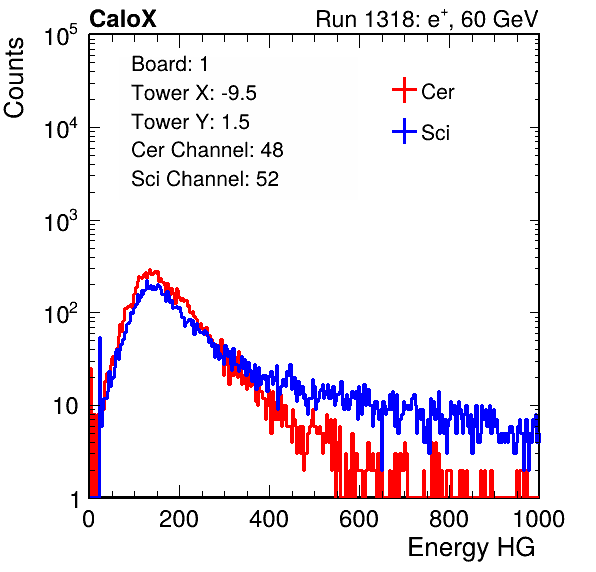 CaloX Run 1318: e⁺, 60 GeV
Counts
10⁵
10⁴
10³
10²
10
1
Board: 1
Tower X: -9.5
Tower Y: 1.5
Cer Channel: 48
Sci Channel: 52
Cer
Sci
0 200 400 600 800 1000
Energy HG